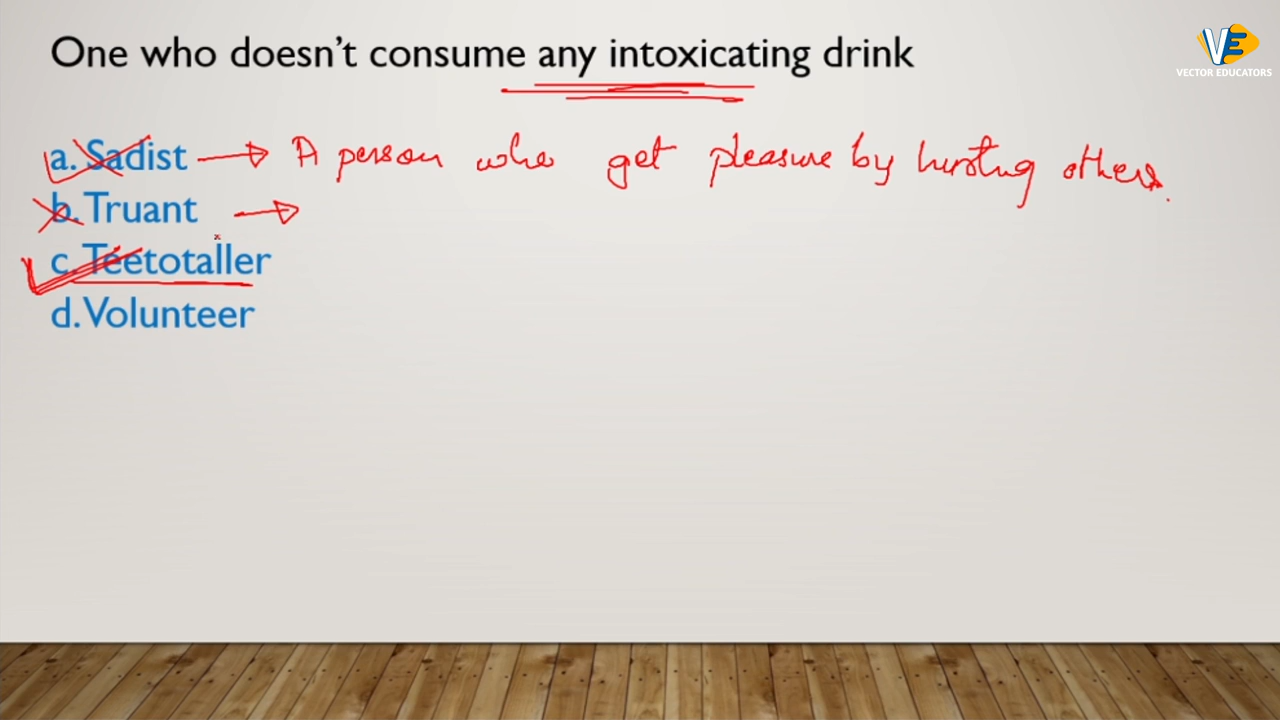 One who doesn't consume any intoxicating drink
VE
VECTOR EDUCATORS
a. Sadist → A person who get pleasure by hurting others.
b. Truant →
c. Teetotaller
d. Volunteer